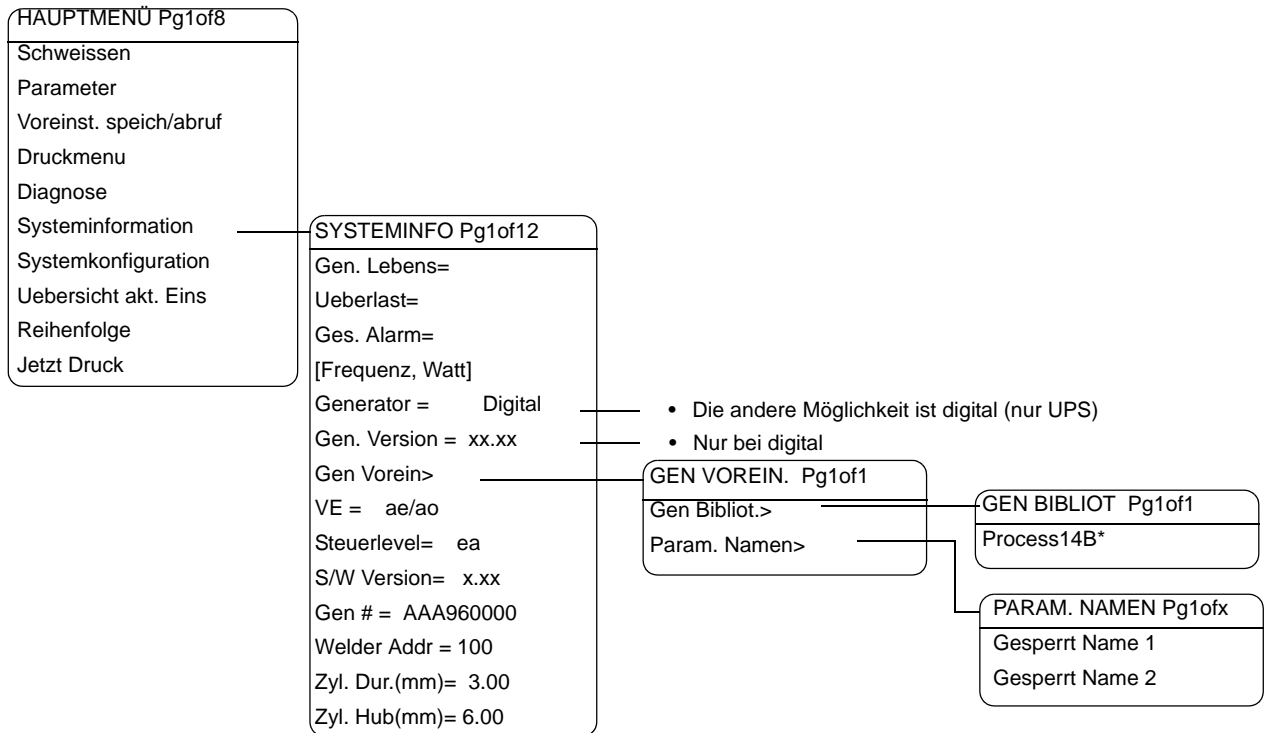 HAUPTMENÜ Pg1of8
Schweissen
Parameter
Voreinst. speich/abruf
Druckmenu
Diagnose
Systeminformation
Systemkonfiguration
Uebersicht akt. Eins
Reihenfolge
Jetzt Druck
SYSTEMINFO Pg1of12
Gen. Lebens=
Ueberlast=
Ges. Alarm=
[Frequenz, Watt]
Generator = Digital
• Die andere Möglichkeit ist digital (nur UPS)
Gen. Version = xx.xx
• Nur bei digital
Gen Vorein>
VE = ae/ao
Steuerlevel= ea
S/W Version= x.xx
Gen # = AAA960000
Welder Addr = 100
Zyl. Dur.(mm)= 3.00
Zyl. Hub(mm)= 6.00
GEN VOREIN. Pg1of1
Gen Bibliot.>
Param. Namen>
GEN BIBLIOT Pg1of1
Process14B*
PARAM. NAMEN Pg1ofx
Gesperrt Name 1
Gesperrt Name 2